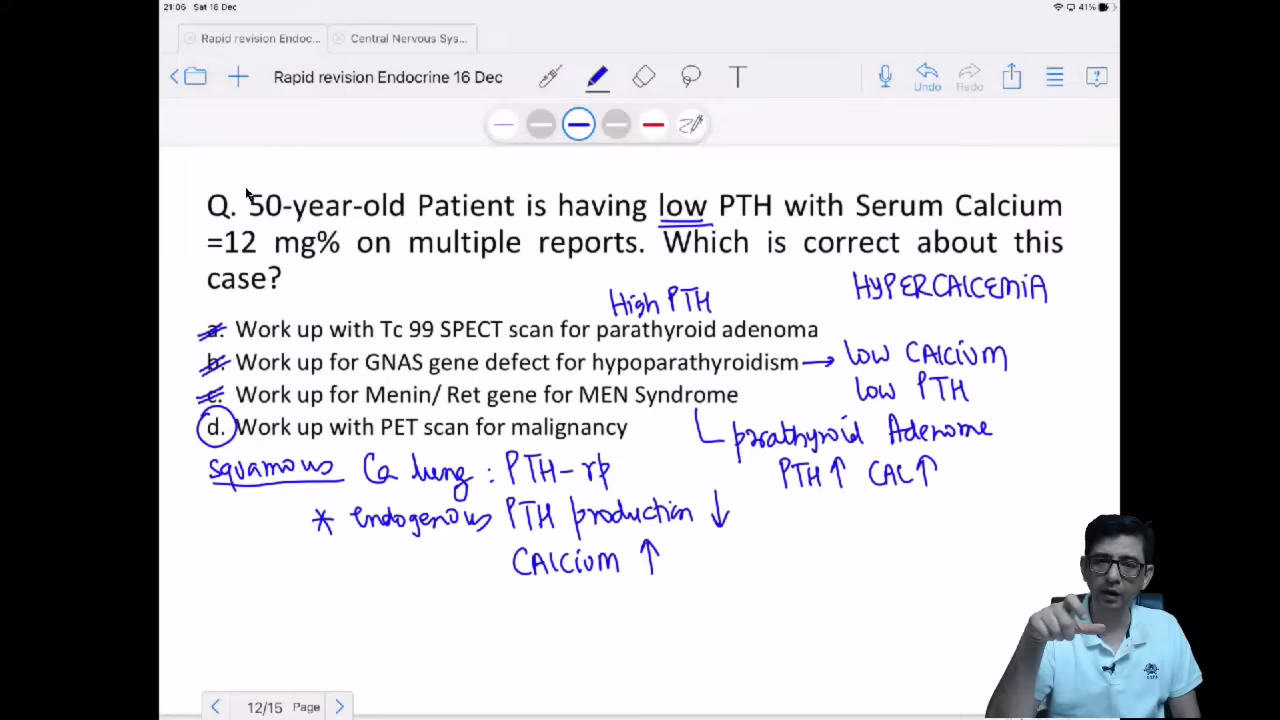 21:06 Sat 16 Dec
41%
Rapid revision Endoc...
Central Nervous Sys...
Rapid revision Endocrine 16 Dec
T
Undo
Redo
Q. 50-year-old Patient is having low PTH with Serum Calcium
=12 mg% on multiple reports. Which is correct about this
case?
HYPERCALCEMIA
High PTH
a. Work up with Tc 99 SPECT scan for parathyroid adenoma
b. Work up for GNAS gene defect for hypoparathyroidism → low CALCIUM
low PTH
c. Work up for Menin/ Ret gene for MEN Syndrome
d. Work up with PET scan for malignancy
parathyroid Adenome
PTH↑ CAL↑
squamous Ca lung : PTH-rp
* endogenous PTH production ↓
CALCIUM ↑
12/15 Page